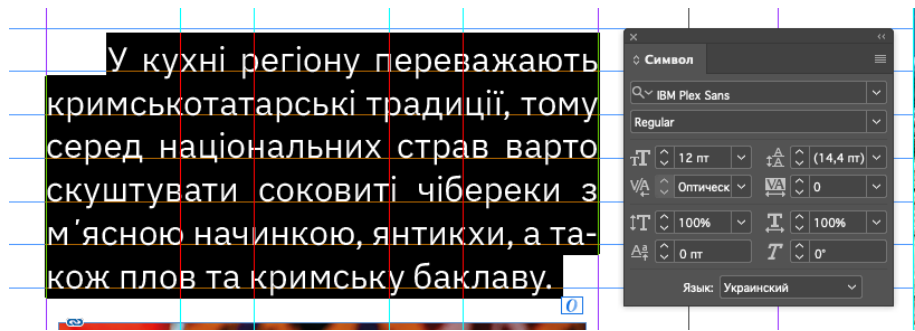 У кухні регіону переважають
кримськотатарські традиції, тому
серед національних страв варто
скуштувати соковиті чібереки з
м᾽ясною начинкою, янтикхи, а та-
кож плов та кримську баклаву.
Символ
IBM Plex Sans
Regular
12 пт
(14,4 пт)
Оптическ
0
100%
100%
0 пт
0°
Язык: Украинский